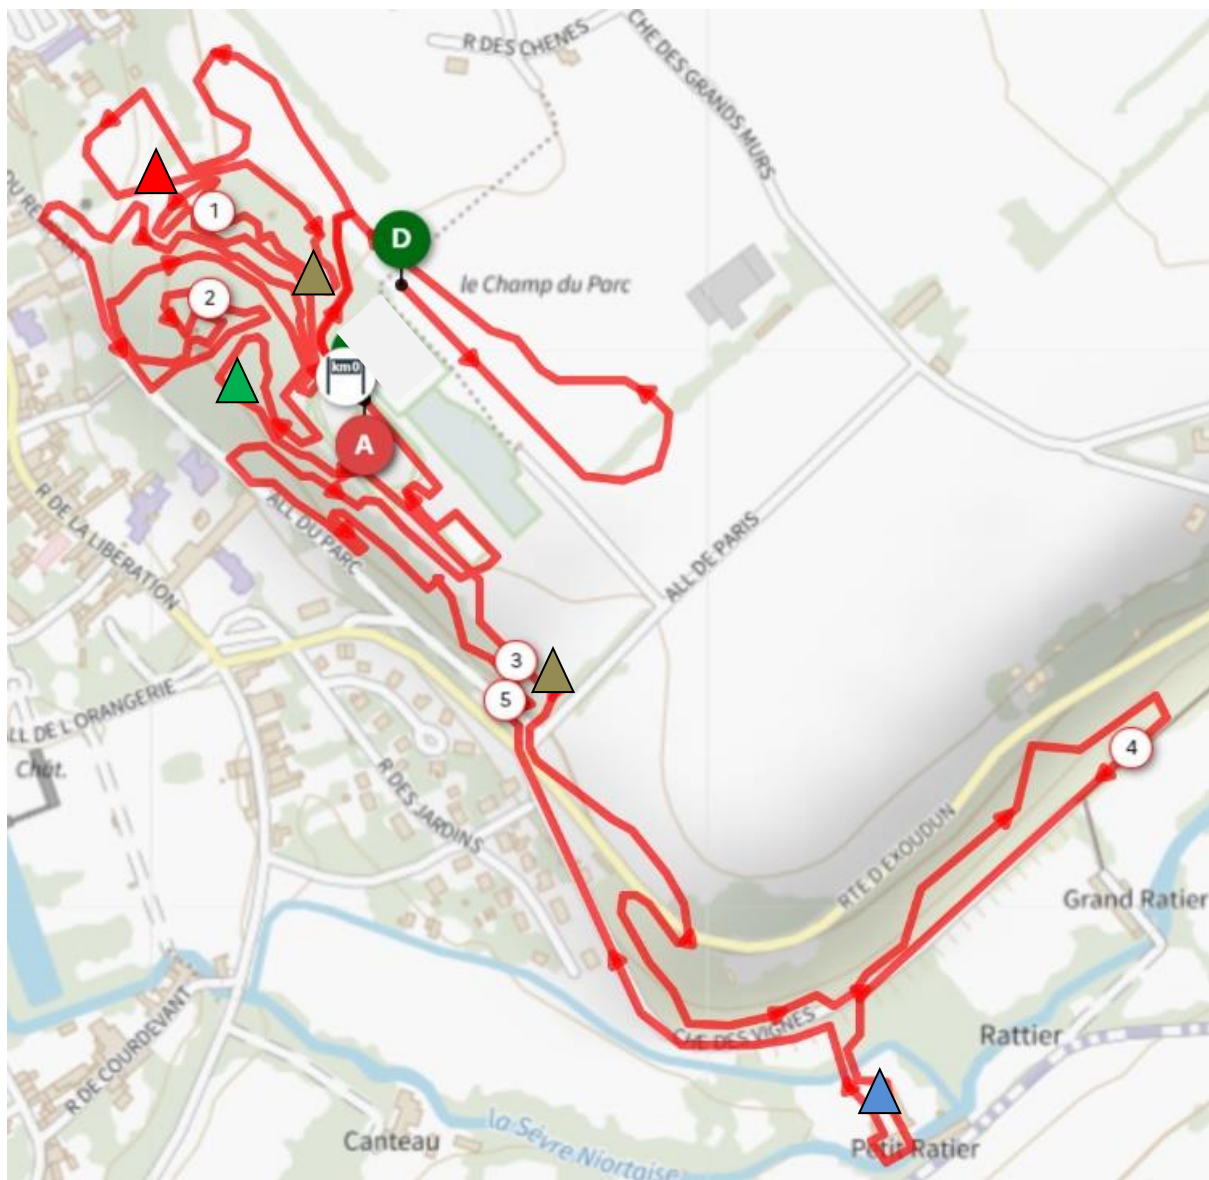 R DES CHENES
CHE DES GRANDS MURS
DU REMPART
1
D
le Champ du Parc
2
km0
A
R DE LA LIBERATION
ALL DU PARC
ALL DE PARIS
3
5
ALL DE L ORANGERIE
Chât.
R DES JARDINS
4
RTE D EXOUDUN
Grand Ratier
R DE COURDEVANT
CHE DES VIGNES
Rattier
Canteau
la Sèvre Niortaise
Petit Ratier